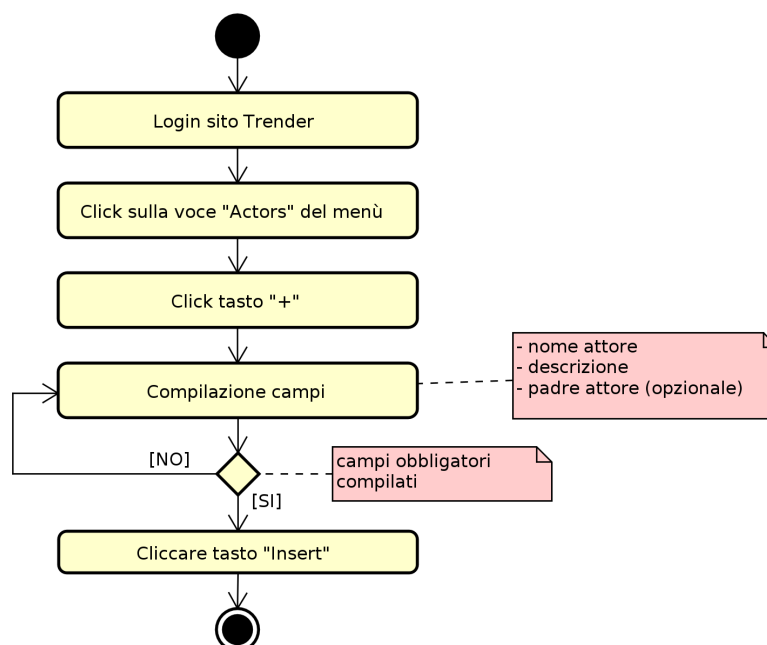 Login sito Trender
Click sulla voce "Actors" del menù
Click tasto "+"
- nome attore
- descrizione
- padre attore (opzionale)
Compilazione campi
[NO]
campi obbligatori
compilati
[SI]
Cliccare tasto "Insert"